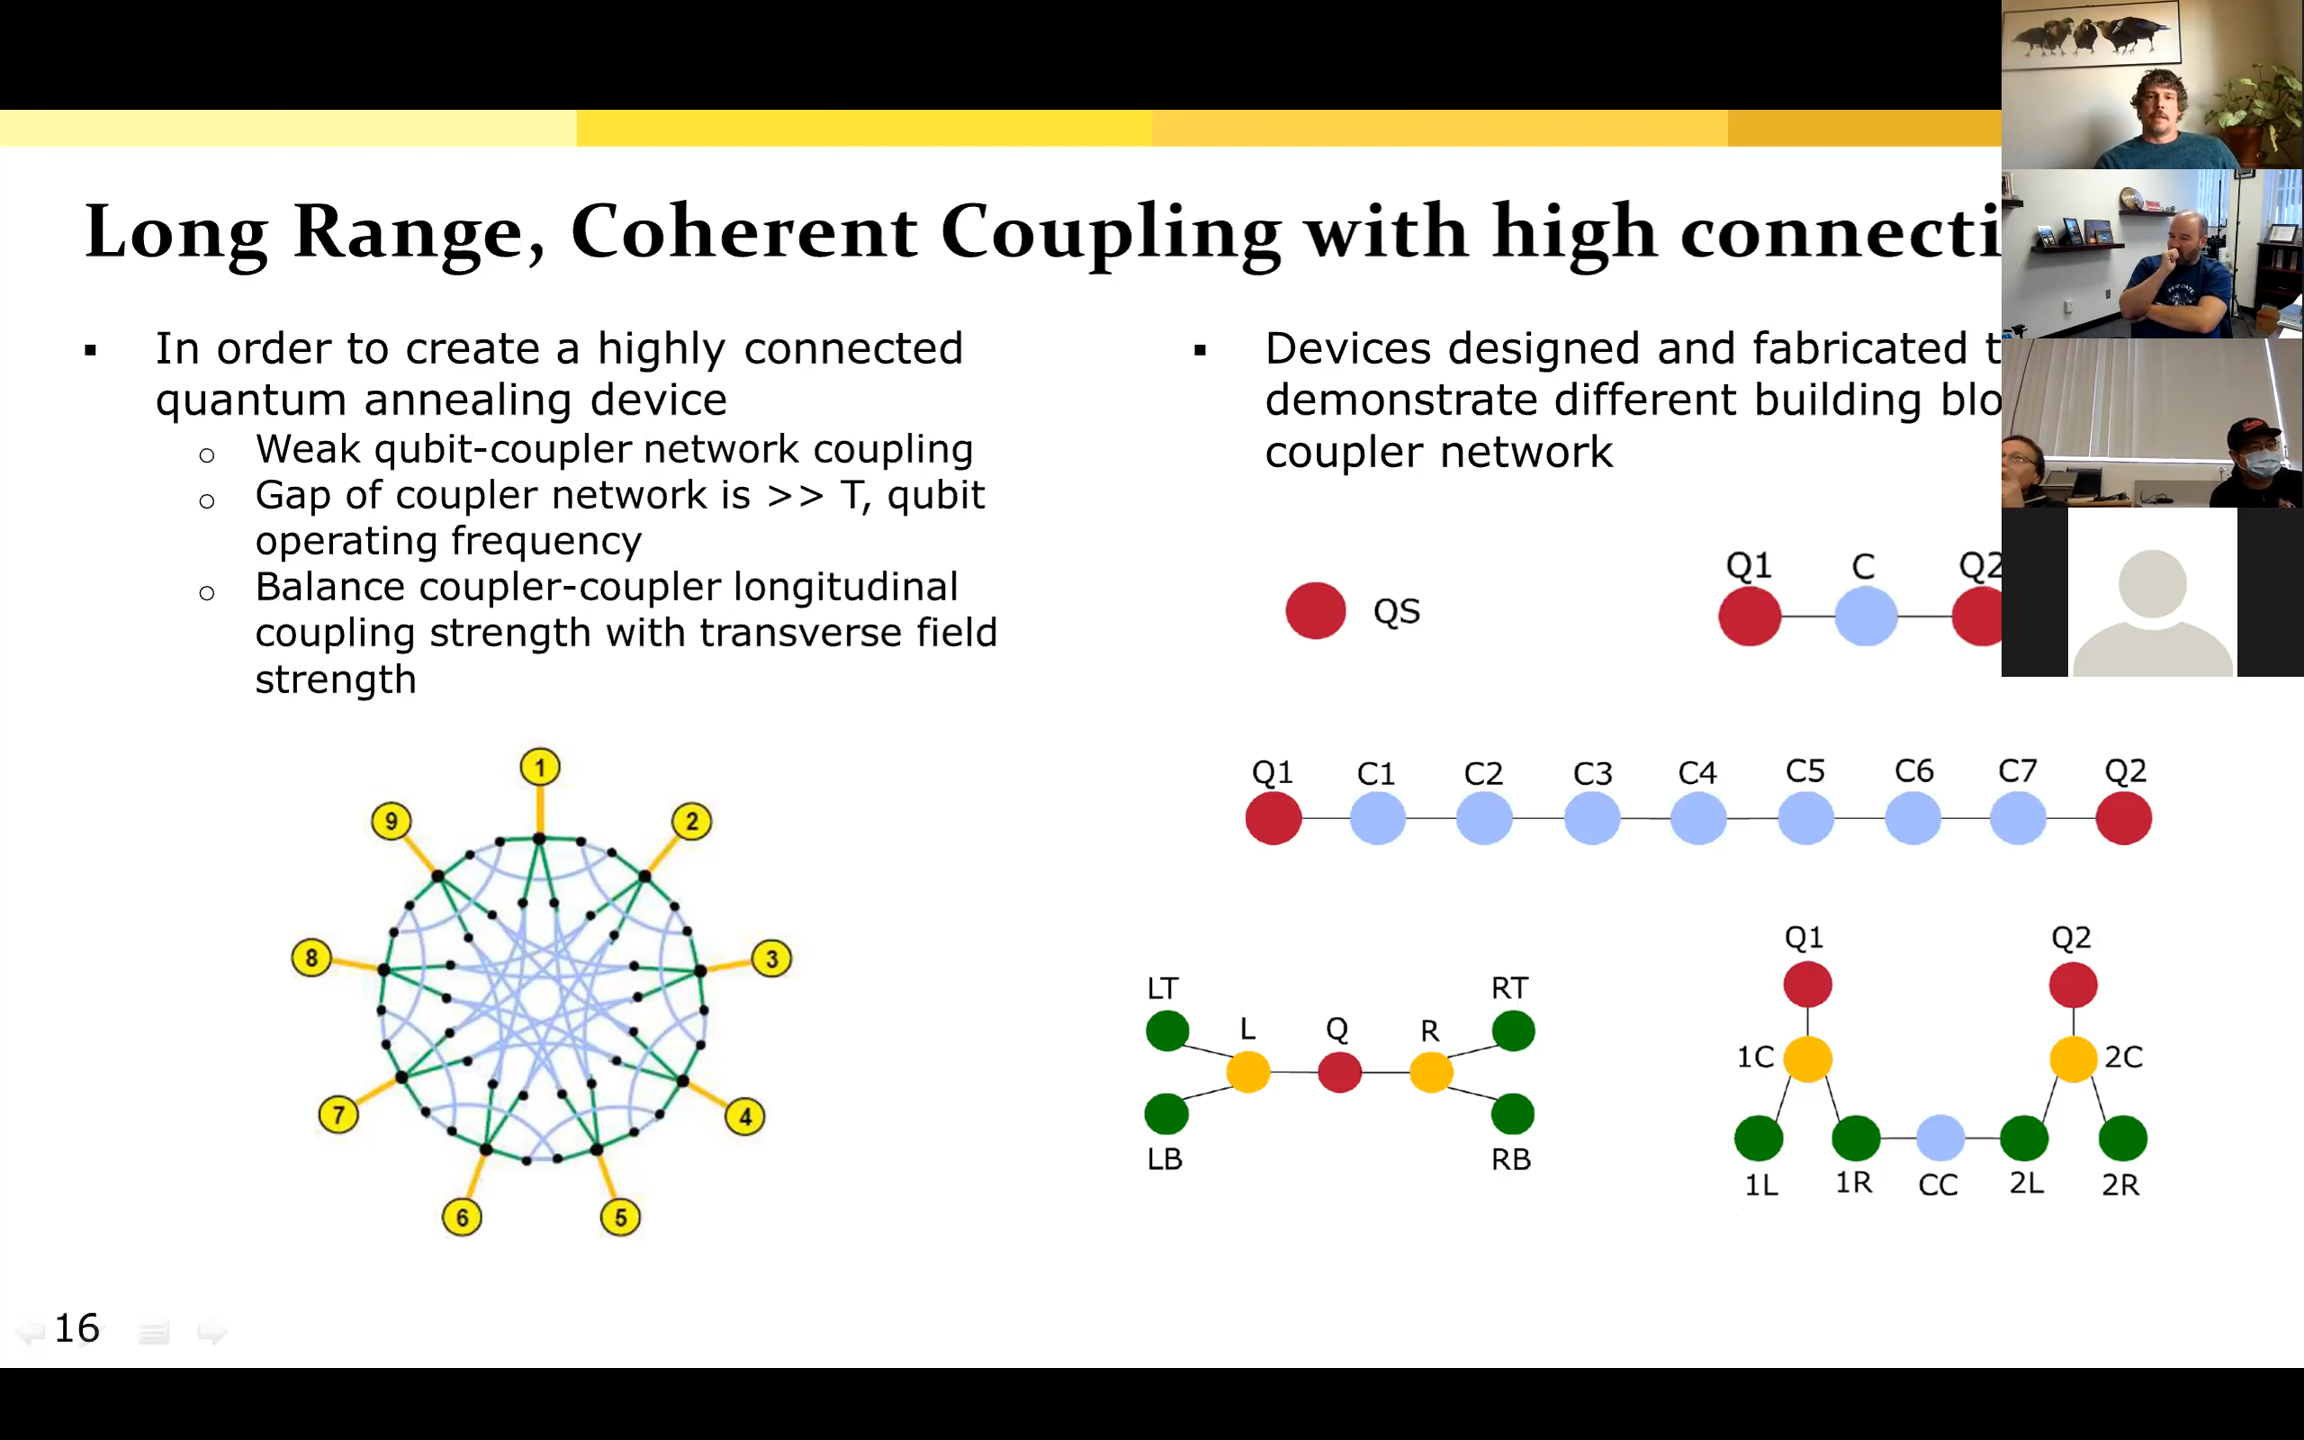 Long Range, Coherent Coupling with high connecti
▪ In order to create a highly connected
quantum annealing device
o Weak qubit-coupler network coupling
o Gap of coupler network is >> T, qubit
operating frequency
o Balance coupler-coupler longitudinal
coupling strength with transverse field
strength
1
2
3
4
5
6
7
8
9
▪ Devices designed and fabricated t
demonstrate different building blo
coupler network
QS
Q1 C Q2
Q1 C1 C2 C3 C4 C5 C6 C7 Q2
LT RT
L Q R
LB RB
Q1 Q2
1C 2C
1L 1R CC 2L 2R
16